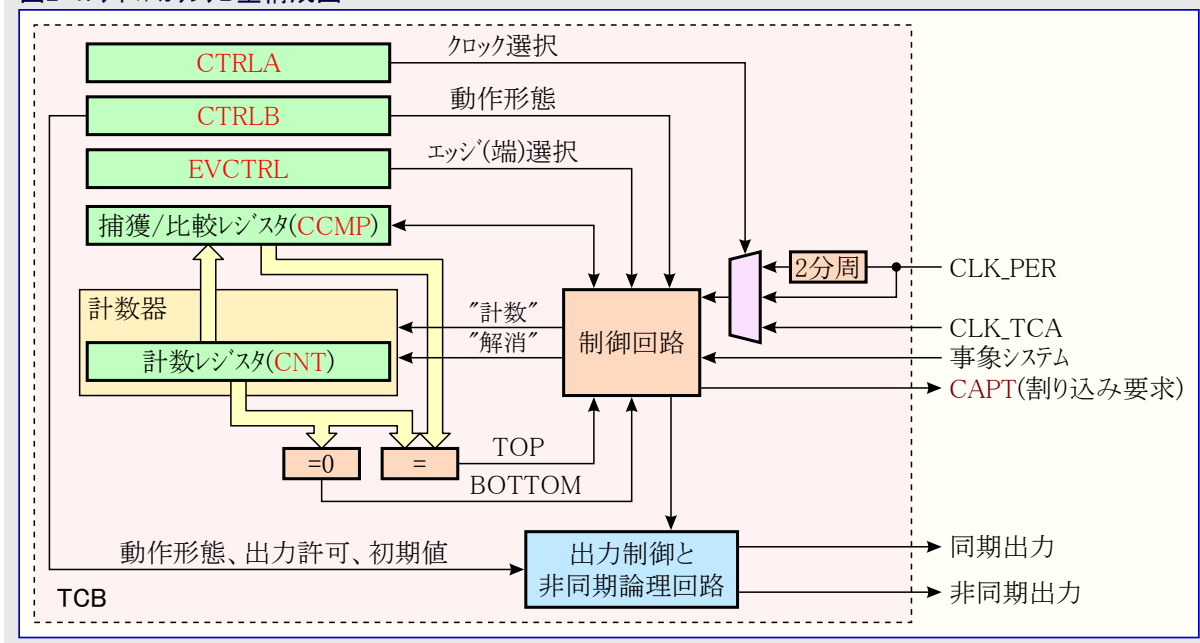 CTRLA
クロック選択
CTRLB
動作形態
EVCTRL
エッジ(端)選択
捕獲/比較レジスタ(CCMP)
2分周
CLK_PER
計数器
"計数"
制御回路
CLK_TCA
計数レジスタ(CNT)
"解消"
事象システム
CAPT(割り込み要求)
=0
=
TOP
BOTTOM
動作形態、出力許可、初期値
出力制御と
非同期論理回路
同期出力
非同期出力
TCB